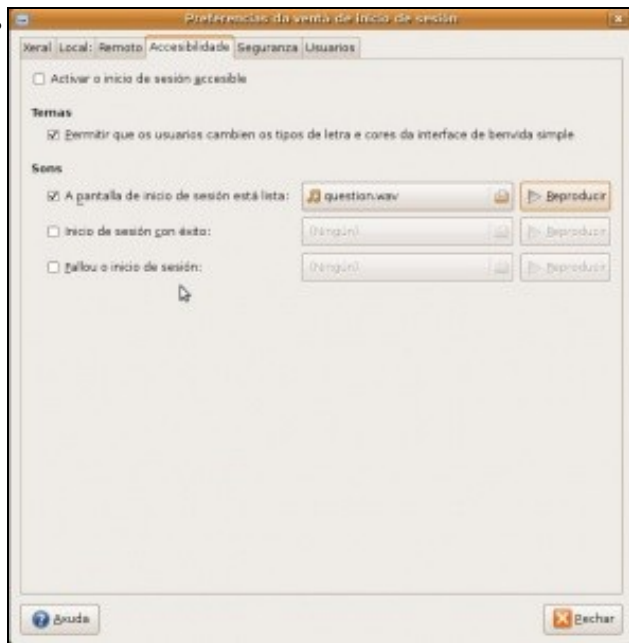 Preferencias da venta de inicio de sesión
Xeral Local: Remoto Accesibilidade Seguranza Usuarios
Activar o inicio de sesión accesible
Temas
Permitir que os usuarios cambien os tipos de letra e cores da interface de benvida simple
Sons
A pantalla de inicio de sesión está lista: question.wav Reproducir
Inicio de sesión con éxito: (Ningún) Reproducir
Fallou o inicio de sesión: (Ningún) Reproducir
Axuda Pechar